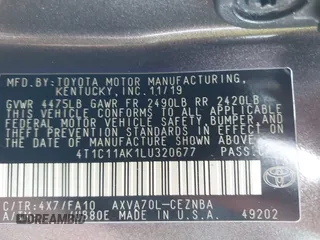 MFD.BY:TOYOTA MOTOR MANUFACTURING,
KENTUCKY, INC. 11/19
GVWR 4475LB GAWR FR 2490LB RR 2420LB
THIS VEHICLE CONFORMS TO ALL APPLICABLE
FEDERAL MOTOR VEHICLE SAFETY, BUMPER, AND
THEFT PREVENTION STANDARDS IN EFFECT ON
THE DATE OF MANUFACTURE SHOWN ABOVE.
4T1C11AK1LU320677 PASS.
C/TR:4X7/FA10 AXVA70L-CEZNBA
MADE IN U.S.A. 49202